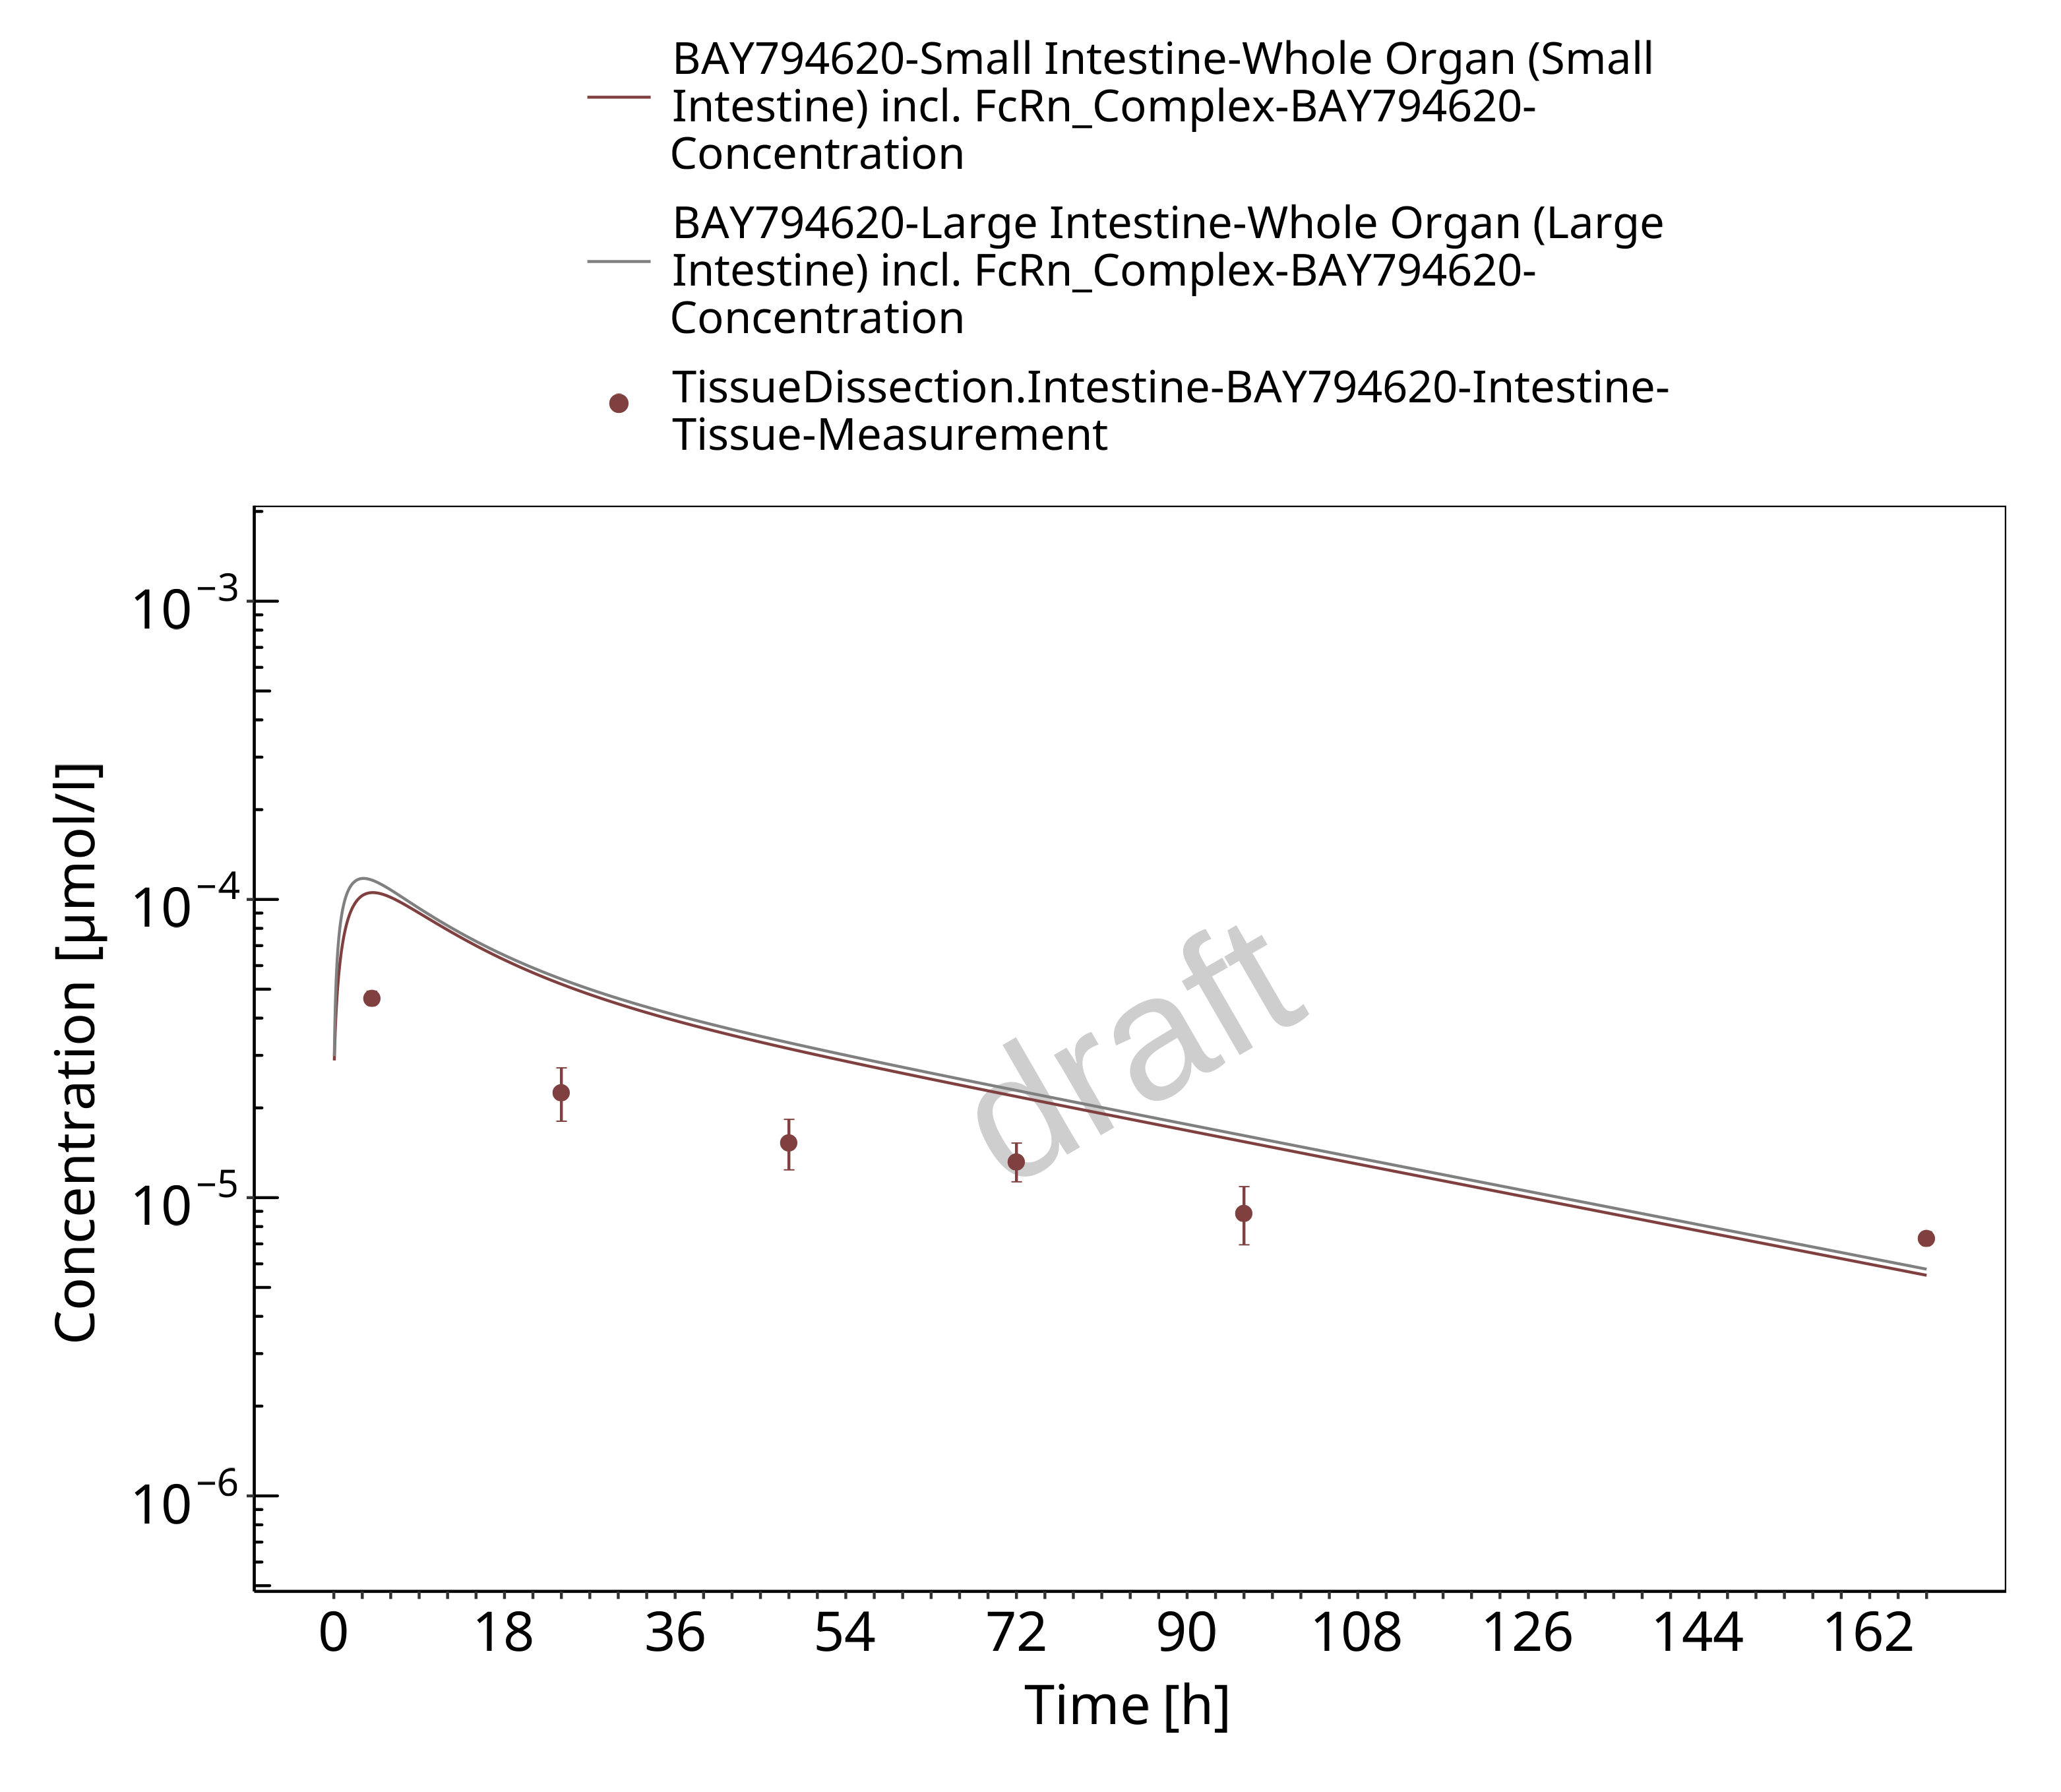 BAY794620-Small Intestine-Whole Organ (Small
Intestine) incl. FcRn_Complex-BAY794620-
Concentration
BAY794620-Large Intestine-Whole Organ (Large
Intestine) incl. FcRn_Complex-BAY794620-
Concentration
TissueDissection.Intestine-BAY794620-Intestine-
Tissue-Measurement
10⁻³
10⁻⁴
10⁻⁵
10⁻⁶
Concentration [µmol/l]
draft
0 18 36 54 72 90 108 126 144 162
Time [h]